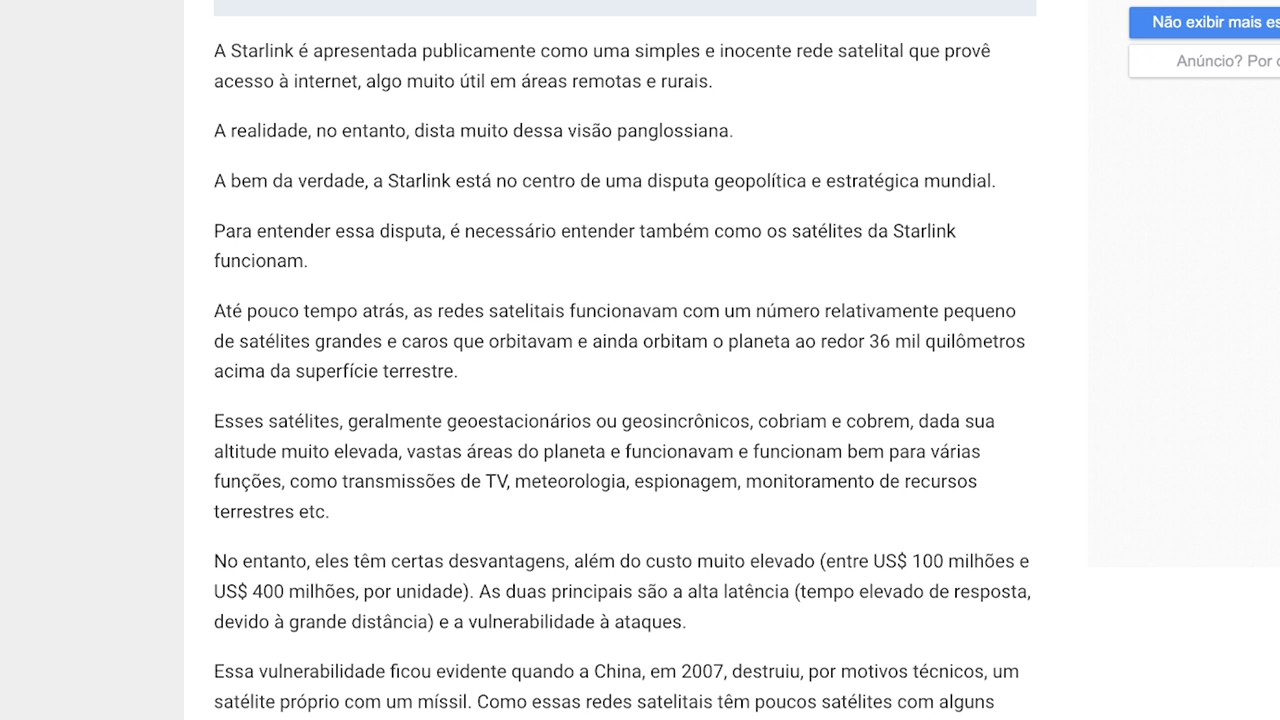 A Starlink é apresentada publicamente como uma simples e inocente rede satelital que provê
acesso à internet, algo muito útil em áreas remotas e rurais.
A realidade, no entanto, dista muito dessa visão panglossiana.
A bem da verdade, a Starlink está no centro de uma disputa geopolítica e estratégica mundial.
Para entender essa disputa, é necessário entender também como os satélites da Starlink
funcionam.
Até pouco tempo atrás, as redes satelitais funcionavam com um número relativamente pequeno
de satélites grandes e caros que orbitavam e ainda orbitam o planeta ao redor 36 mil quilômetros
acima da superfície terrestre.
Esses satélites, geralmente geoestacionários ou geosincrônicos, cobriam e cobrem, dada sua
altitude muito elevada, vastas áreas do planeta e funcionavam e funcionam bem para várias
funções, como transmissões de TV, meteorologia, espionagem, monitoramento de recursos
terrestres etc.
No entanto, eles têm certas desvantagens, além do custo muito elevado (entre US$ 100 milhões e
US$ 400 milhões, por unidade). As duas principais são a alta latência (tempo elevado de resposta,
devido à grande distância) e a vulnerabilidade à ataques.
Essa vulnerabilidade ficou evidente quando a China, em 2007, destruiu, por motivos técnicos, um
satélite próprio com um míssil. Como essas redes satelitais têm poucos satélites com alguns
Não exibir mais es
Anúncio? Por